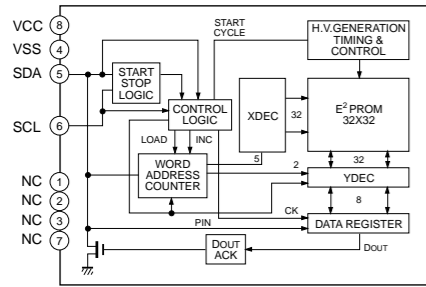 VCC 8
VSS 4
SDA 5
SCL 6
NC 1
NC 2
NC 3
NC 7
START
CYCLE
H.V.GENERATION
TIMING &
CONTROL
START
STOP
LOGIC
CONTROL
LOGIC
LOAD
INC
XDEC
32
E² PROM
32X32
WORD
ADDRESS
COUNTER
5
2
32
YDEC
8
PIN
CK
DATA REGISTER
DOUT
ACK
DOUT